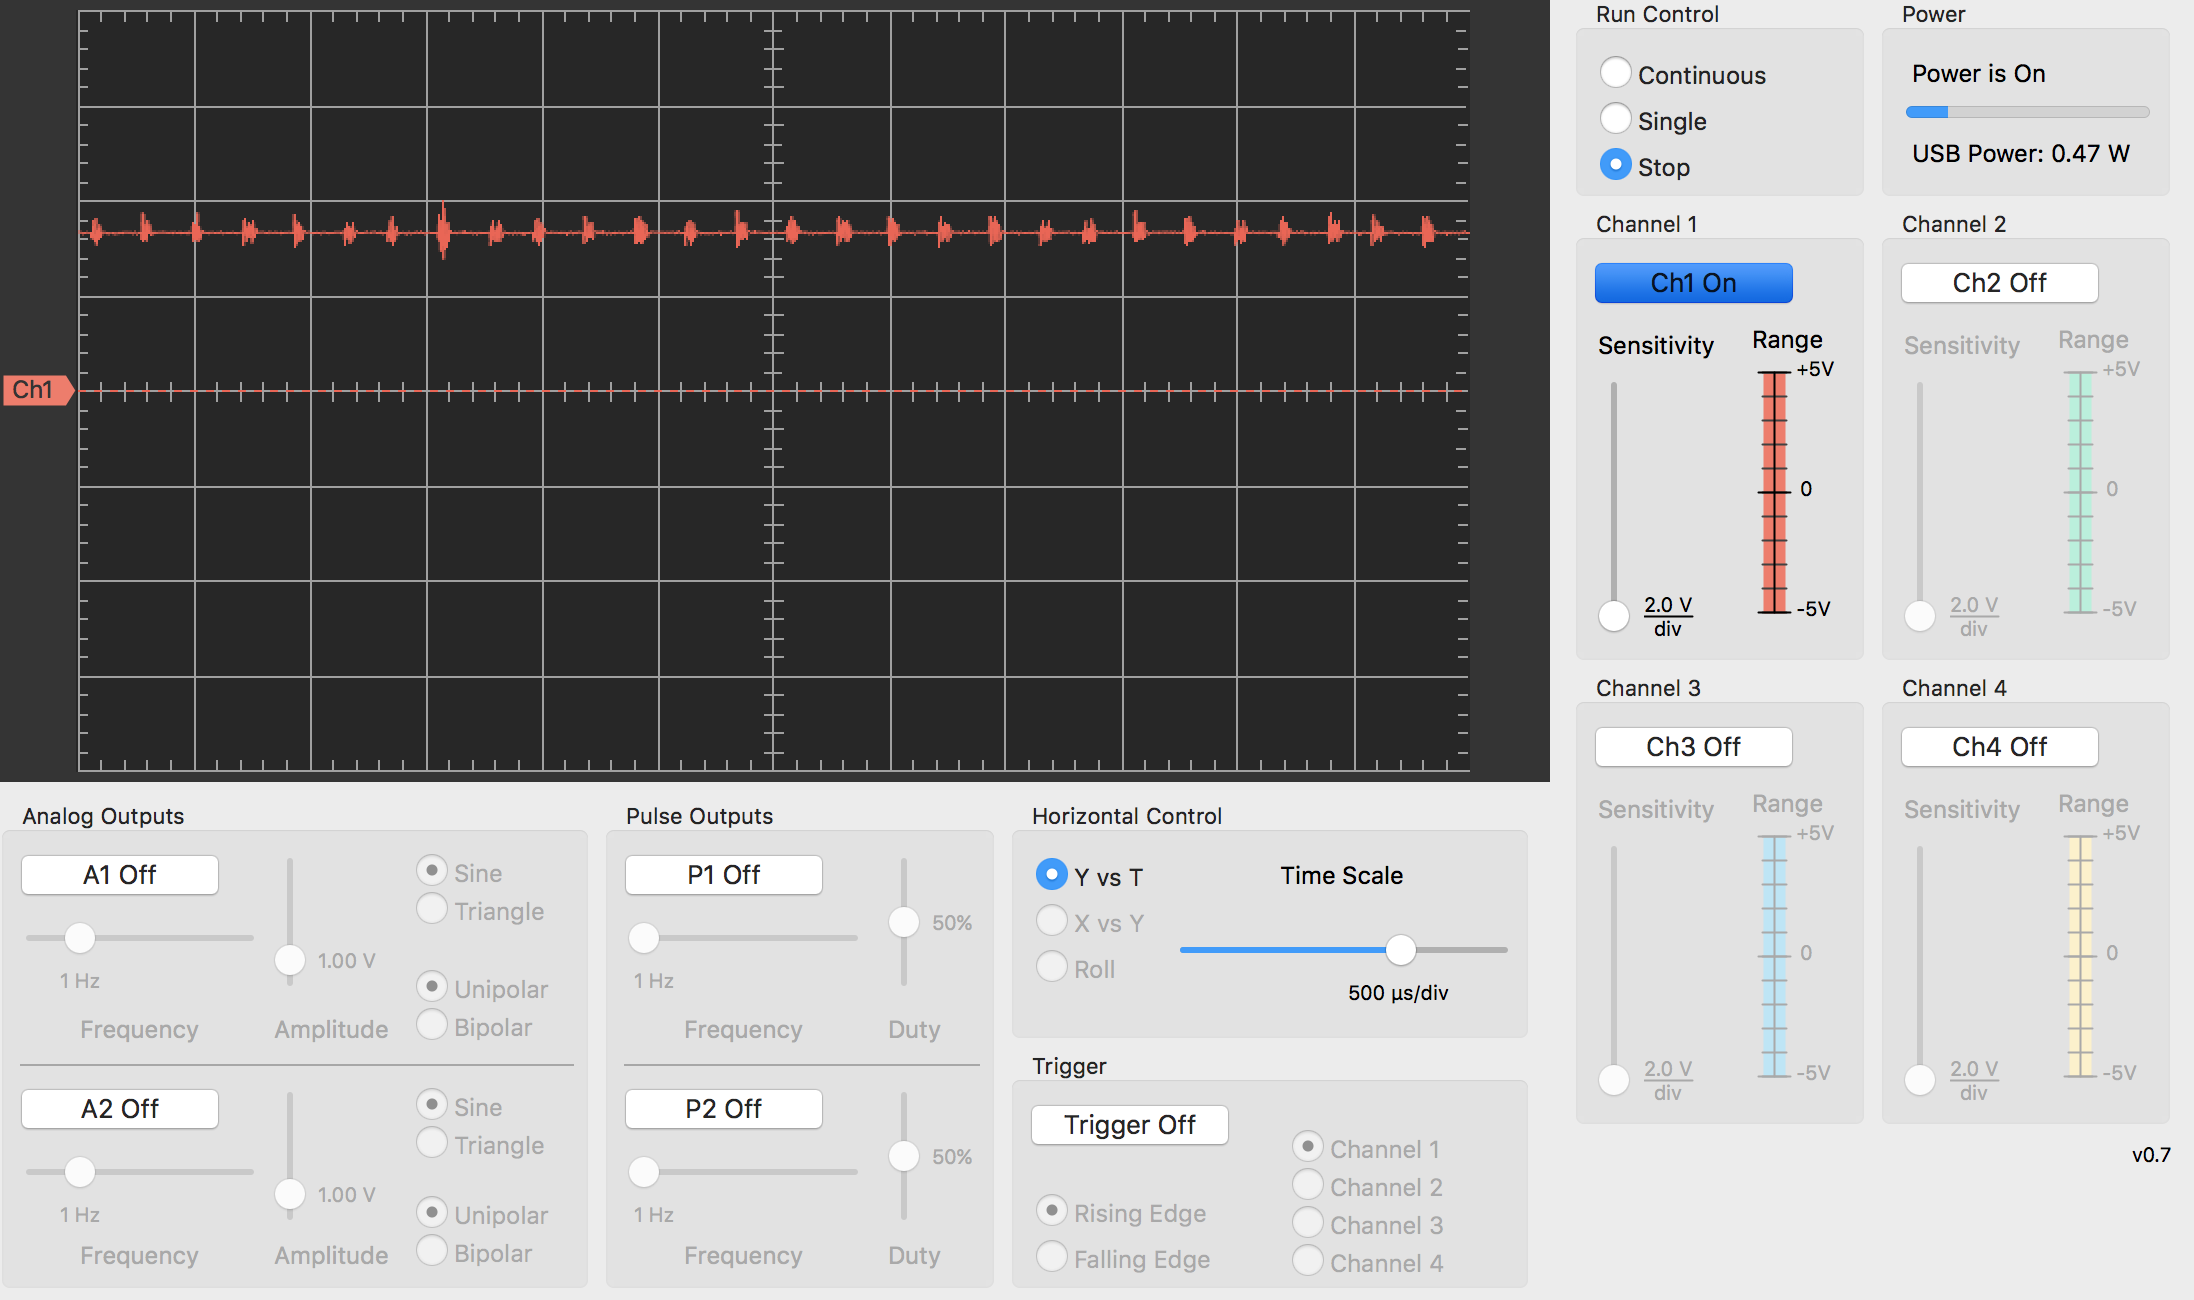 Ch1
Run Control
Continuous
Single
Stop
Power
Power is On
USB Power: 0.47 W
Channel 1
Ch1 On
Sensitivity
Range
+5V
0
-5V
2.0 V
div
Channel 2
Ch2 Off
Sensitivity
Range
+5V
0
-5V
2.0 V
div
Channel 3
Ch3 Off
Sensitivity
Range
+5V
0
-5V
2.0 V
div
Channel 4
Ch4 Off
Sensitivity
Range
+5V
0
-5V
2.0 V
div
v0.7
Analog Outputs
A1 Off
1 Hz
Frequency
1.00 V
Amplitude
Sine
Triangle
Unipolar
Bipolar
A2 Off
1 Hz
Frequency
1.00 V
Amplitude
Sine
Triangle
Unipolar
Bipolar
Pulse Outputs
P1 Off
1 Hz
Frequency
50%
Duty
P2 Off
1 Hz
Frequency
50%
Duty
Horizontal Control
Y vs T
X vs Y
Roll
Time Scale
500 µs/div
Trigger
Trigger Off
Rising Edge
Falling Edge
Channel 1
Channel 2
Channel 3
Channel 4